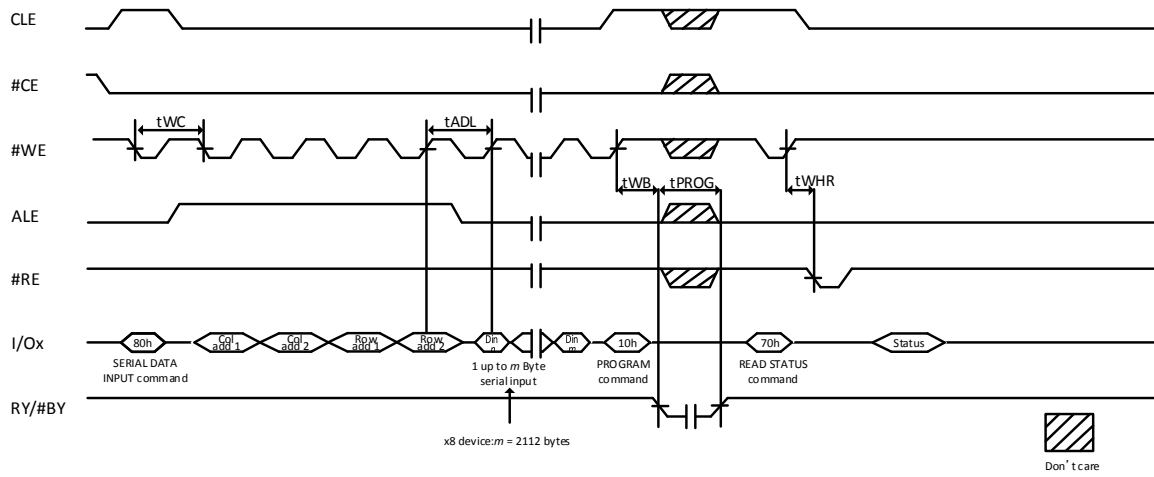 CLE
#CE
tWC
tADL
#WE
tWB
tPROG
tWHR
ALE
#RE
I/Ox
80h
Col
add 1
Col
add 2
Row
add 1
Row
add 2
Din
n
Din
m
10h
70h
Status
SERIAL DATA
INPUT command
1 up to m Byte
serial input
PROGRAM
command
READ STATUS
command
RY/#BY
x8 device:m = 2112 bytes
Don't care